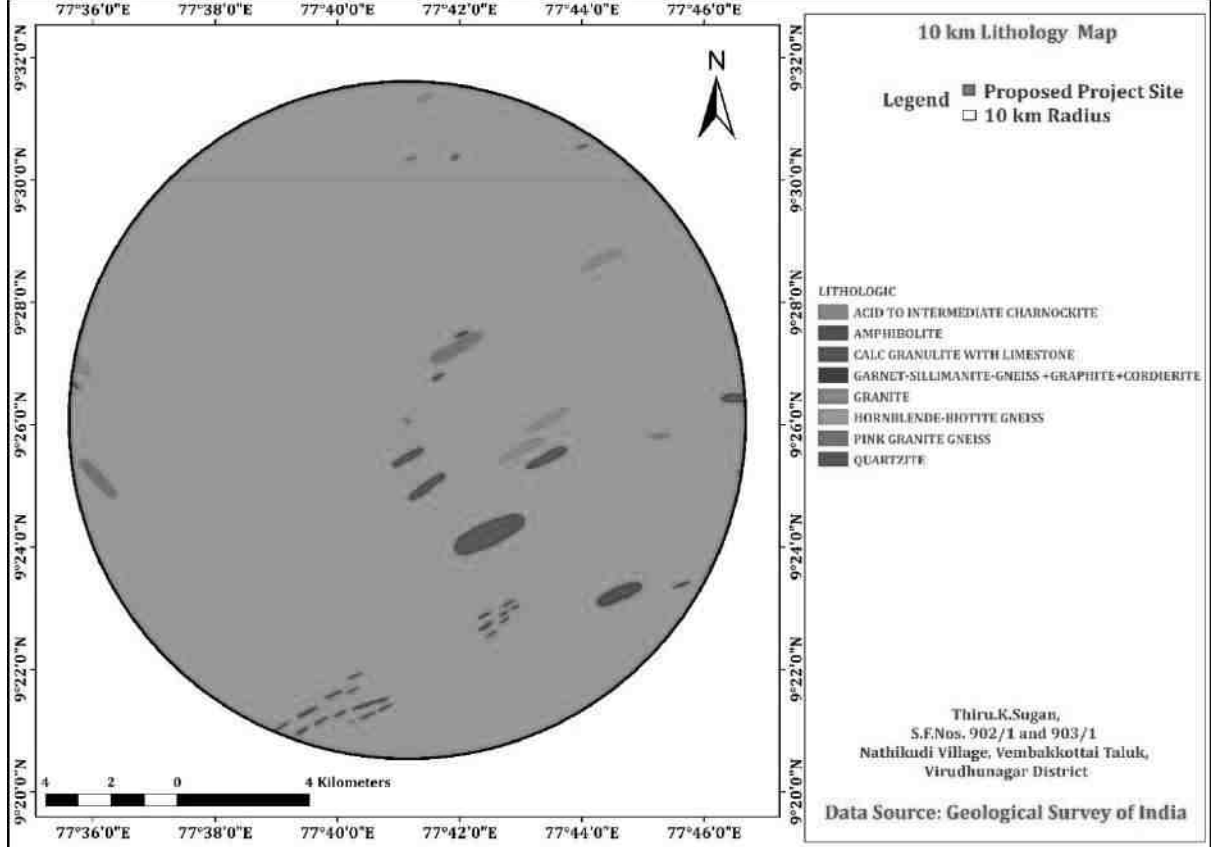 77°36'0"E 77°38'0"E 77°40'0"E 77°42'0"E 77°44'0"E 77°46'0"E
9°32'0"N
9°30'0"N
9°28'0"N
9°26'0"N
9°24'0"N
9°22'0"N
9°20'0"N
N
9°32'0"N
9°30'0"N
9°28'0"N
9°26'0"N
9°24'0"N
9°22'0"N
9°20'0"N
4 2 0 4 Kilometers
77°36'0"E 77°38'0"E 77°40'0"E 77°42'0"E 77°44'0"E 77°46'0"E
10 km Lithology Map
Legend
Proposed Project Site
10 km Radius
LITHOLOGIC
ACID TO INTERMEDIATE CHARNOCKITE
AMPHIBOLITE
CALC GRANULITE WITH LIMESTONE
GARNET-SILLIMANITE-GNEISS +GRAPHITE+CORDIERITE
GRANITE
HORNBLENDE-BIOTITE GNEISS
PINK GRANITE GNEISS
QUARTZITE
Thiru.K.Sugan,
S.F.Nos. 902/1 and 903/1
Nathikudi Village, Vembakkottai Taluk,
Virudhunagar District
Data Source: Geological Survey of India